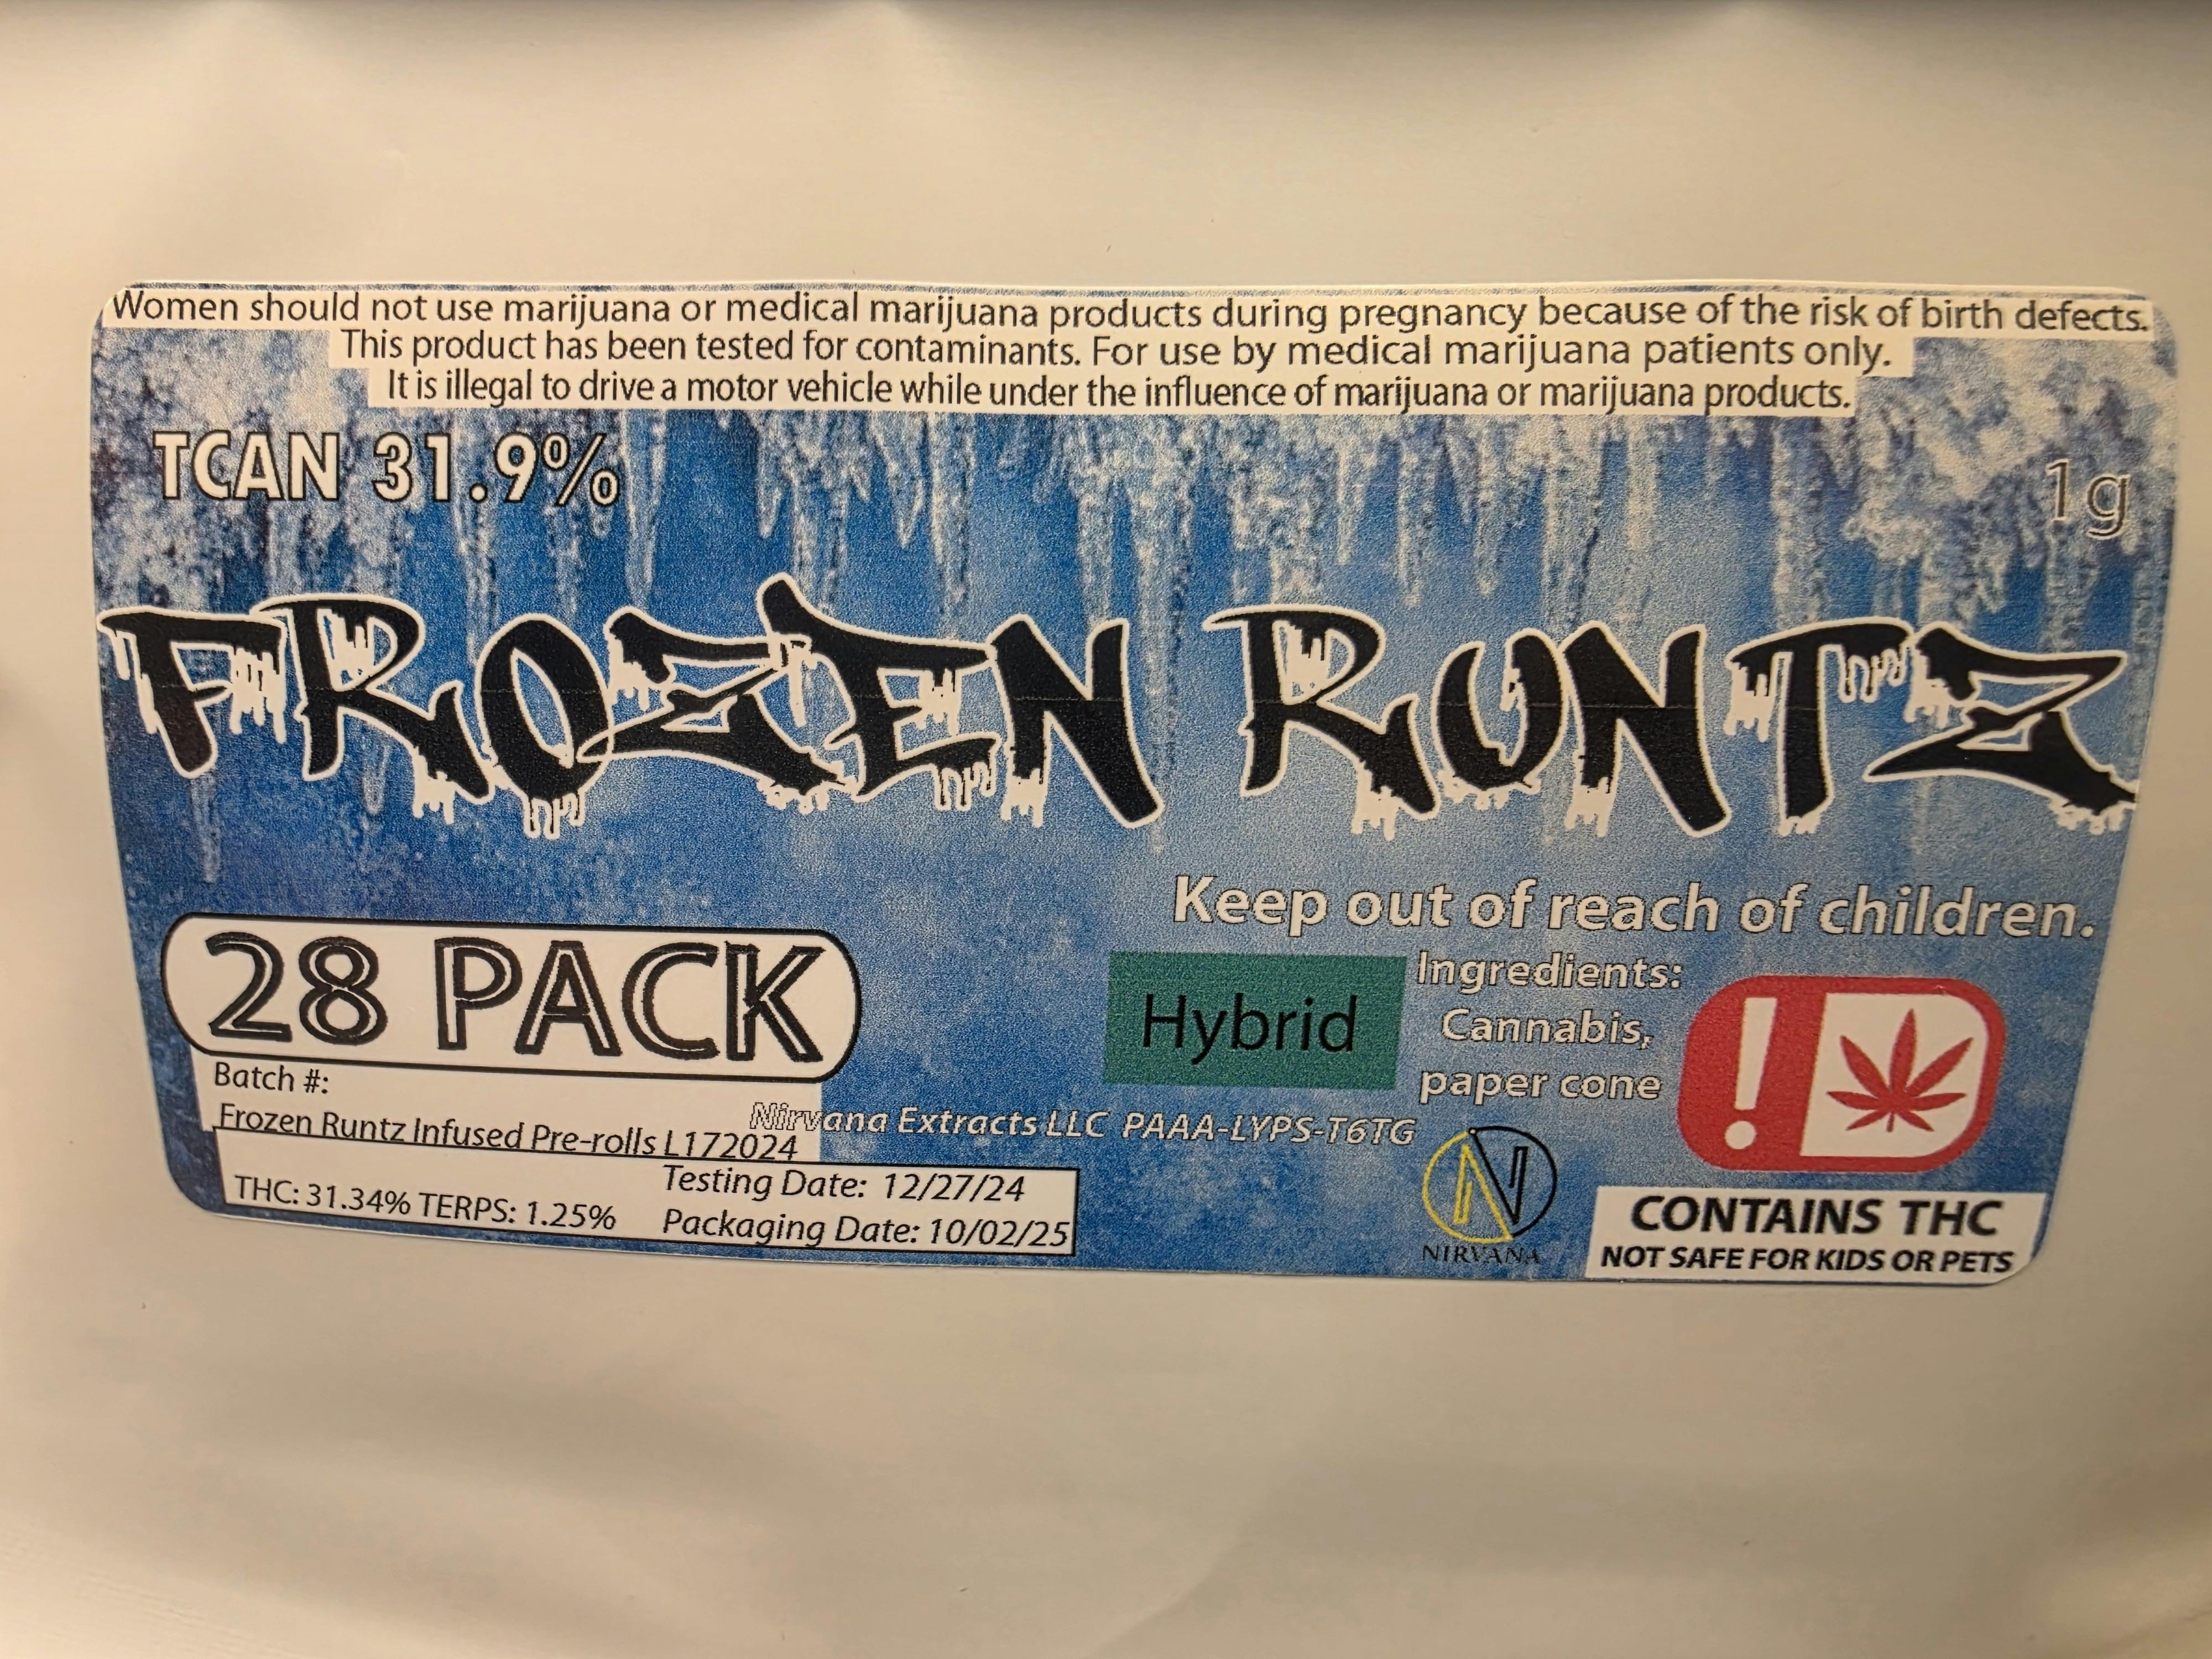 Women should not use marijuana or medical marijuana products during pregnancy because of the risk of birth defects.
This product has been tested for contaminants. For use by medical marijuana patients only.
It is illegal to drive a motor vehicle while under the influence of marijuana or marijuana products.
TCAN 31.9%
1g
FROZEN RUNTZ
Keep out of reach of children.
28 PACK
Hybrid
Ingredients:
Cannabis,
paper cone
Batch #:
Frozen Runtz Infused Pre-rolls L172024
Nirvana Extracts LLC PAAA-LYPS-T6TG
THC: 31.34% TERPS: 1.25%
Testing Date: 12/27/24
Packaging Date: 10/02/25
N
NIRVANA
!
CONTAINS THC
NOT SAFE FOR KIDS OR PETS